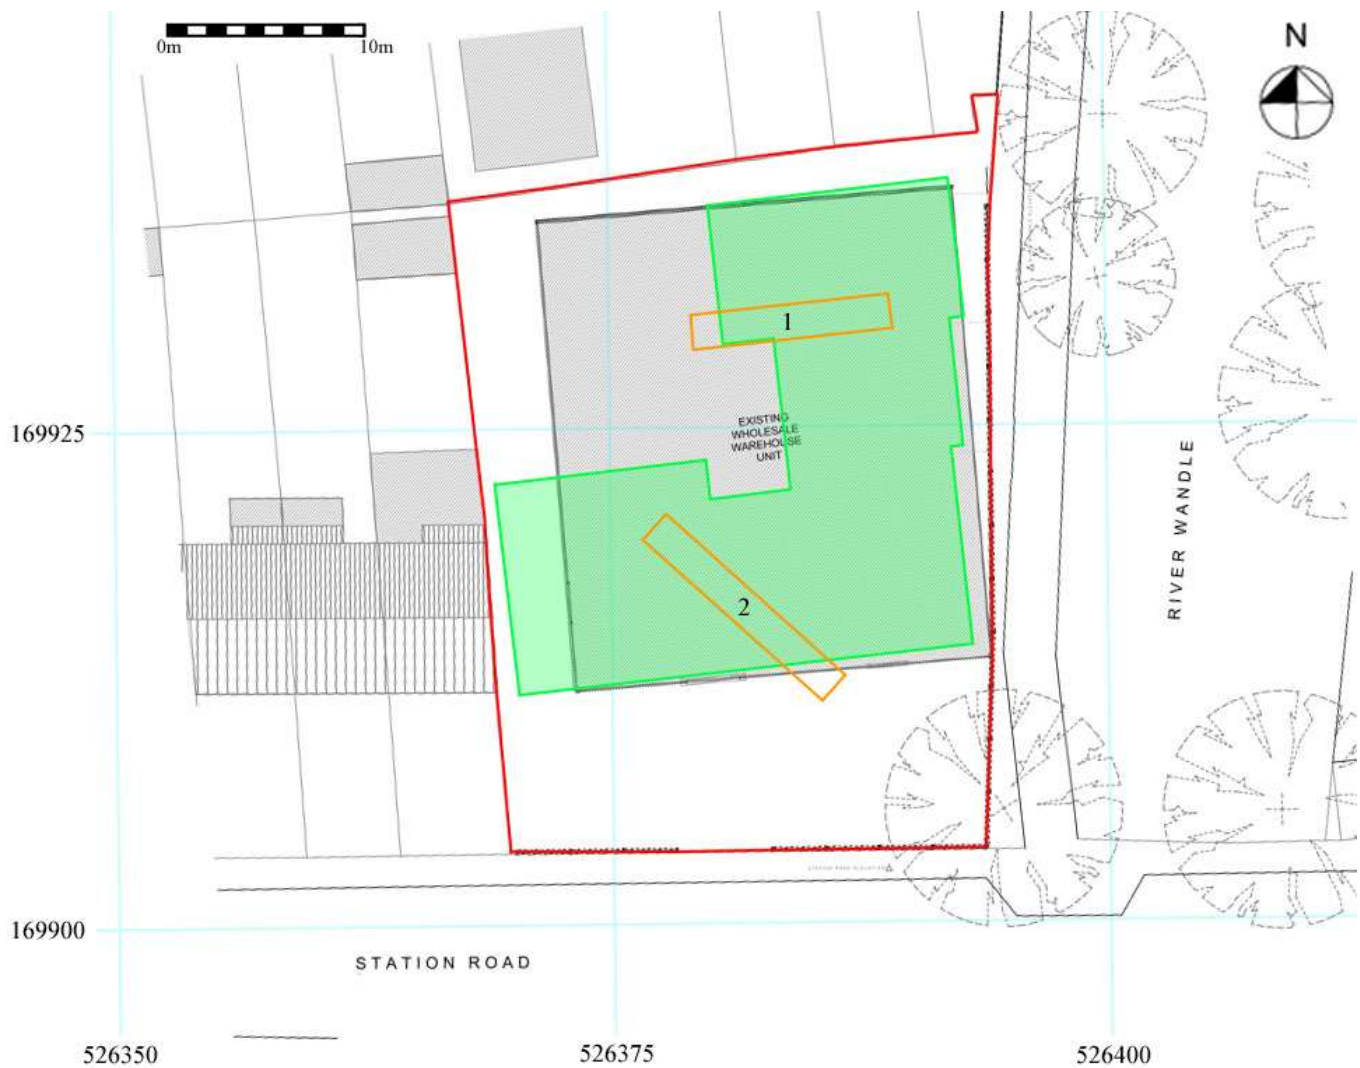 N
0m 10m
1
EXISTING
WHOLESALE
WAREHOUSE
UNIT
169925
RIVER WANDLE
2
169900
STATION ROAD
526350 526375 526400